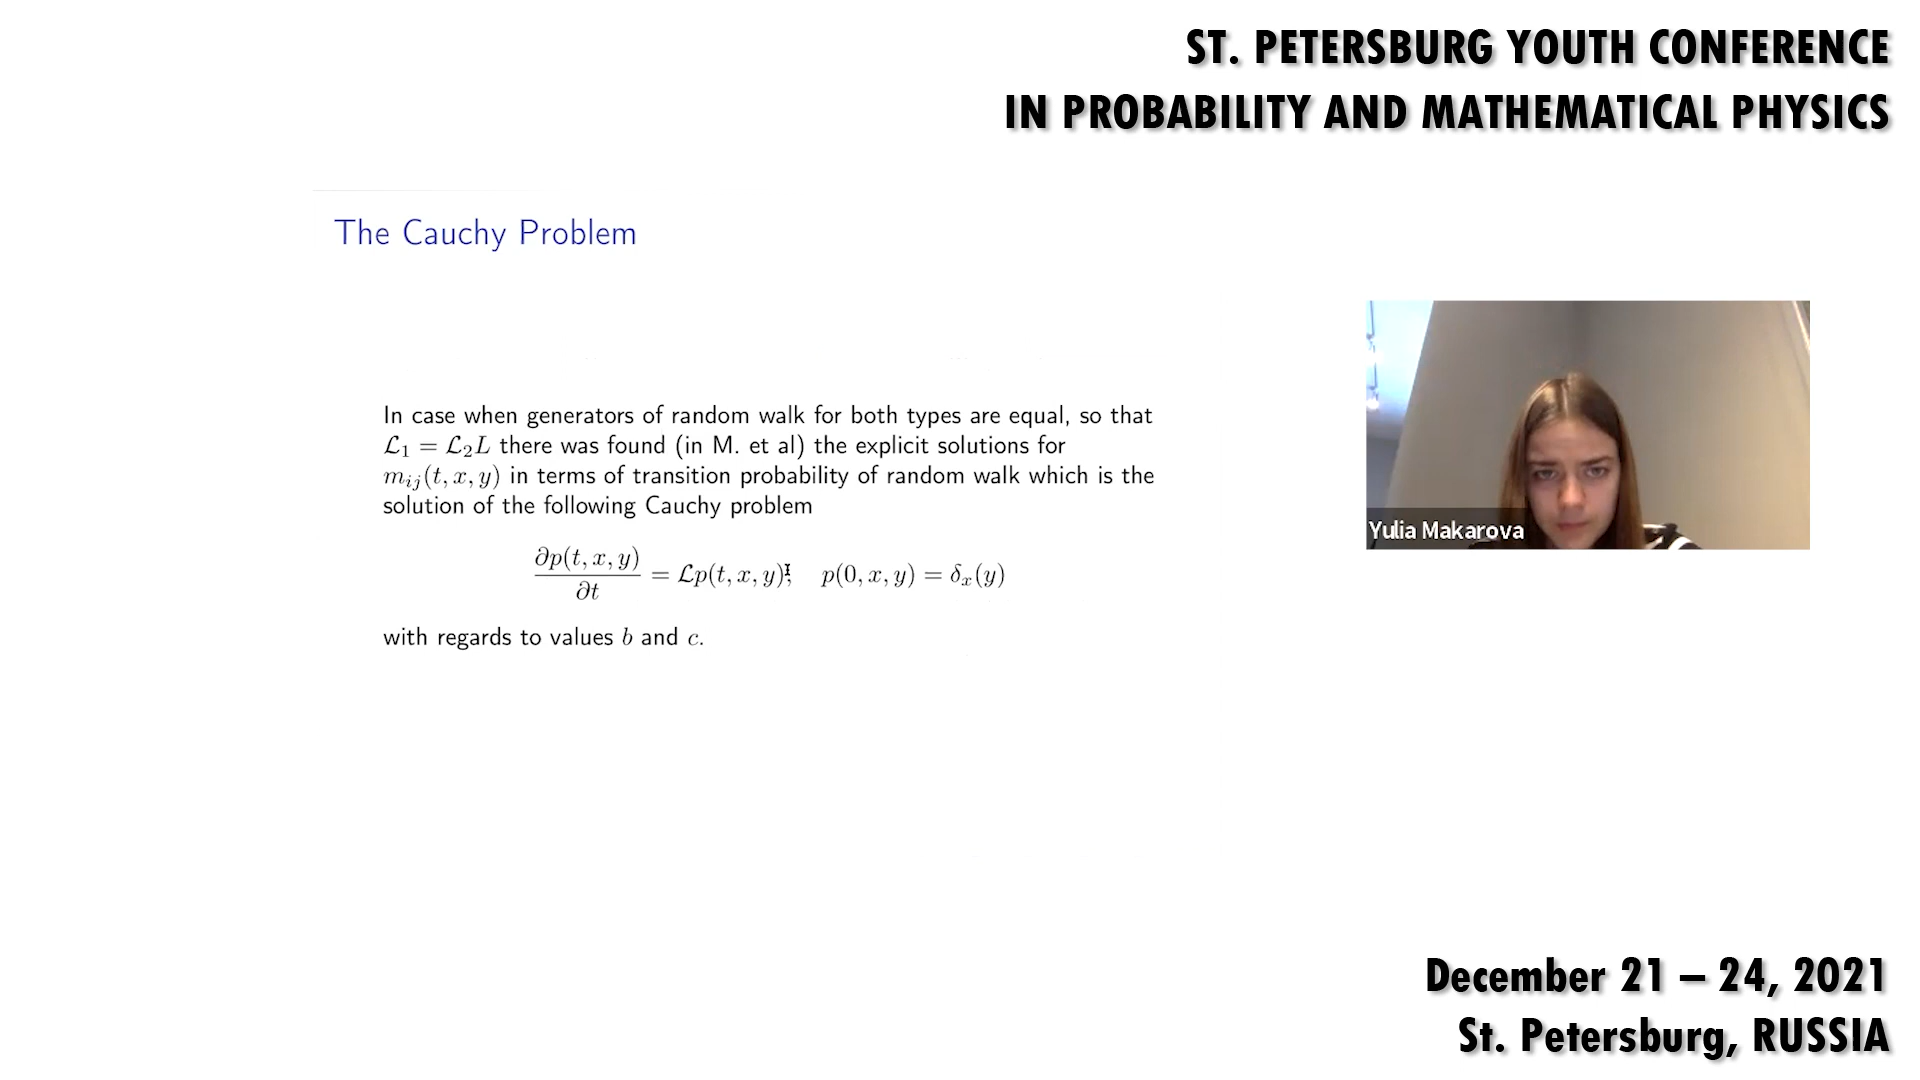 ST. PETERSBURG YOUTH CONFERENCE
IN PROBABILITY AND MATHEMATICAL PHYSICS
The Cauchy Problem
In case when generators of random walk for both types are equal, so that
ℒ₁ = ℒ₂L there was found (in M. et al) the explicit solutions for
mᵢⱼ(t, x, y) in terms of transition probability of random walk which is the
solution of the following Cauchy problem
∂p(t, x, y)/∂t = ℒp(t, x, y), p(0, x, y) = δₓ(y)
with regards to values b and c.
Yulia Makarova
December 21 – 24, 2021
St. Petersburg, RUSSIA